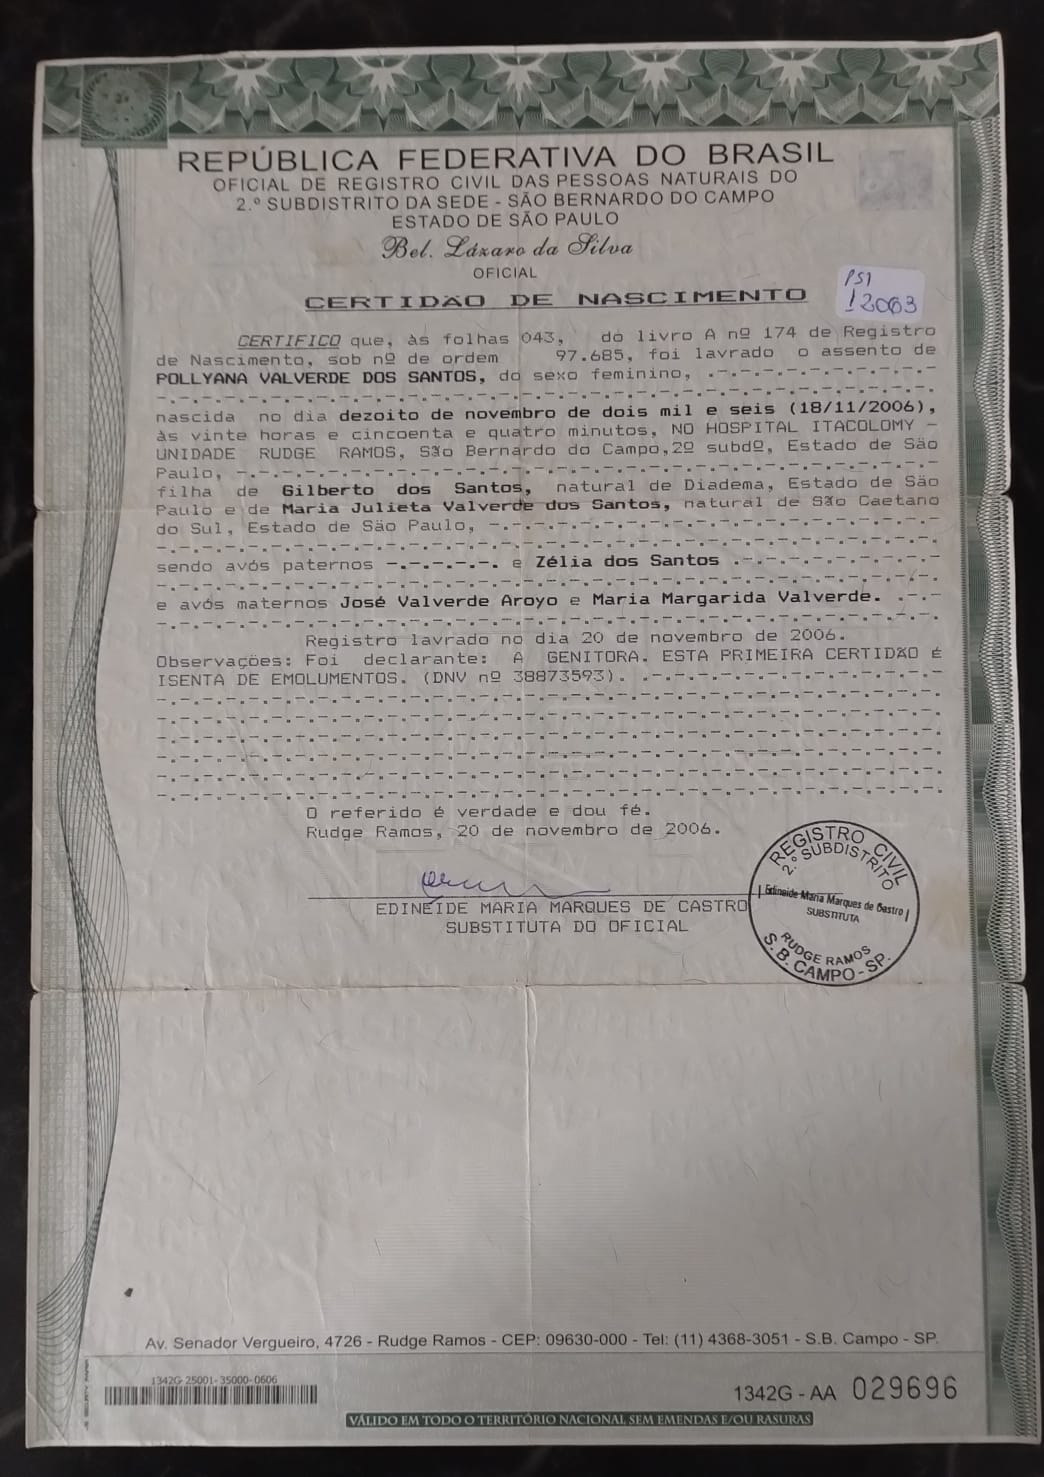 REPÚBLICA FEDERATIVA DO BRASIL
OFICIAL DE REGISTRO CIVIL DAS PESSOAS NATURAIS DO
2.º SUBDISTRITO DA SEDE - SÃO BERNARDO DO CAMPO
ESTADO DE SÃO PAULO
Bel. Lázaro da Silva
OFICIAL
PSI
12063
CERTIDÃO DE NASCIMENTO
CERTIFICO que, às folhas 043, do livro A nº 174 de Registro
de Nascimento, sob nº de ordem 97.685, foi lavrado o assento de
POLLYANA VALVERDE DOS SANTOS, do sexo feminino,
nascida no dia dezoito de novembro de dois mil e seis (18/11/2006),
às vinte horas e cincoenta e quatro minutos, NO HOSPITAL ITACOLOMY -
UNIDADE RUDGE RAMOS, São Bernardo do Campo,2º subdº, Estado de São
Paulo,
filha de Gilberto dos Santos, natural de Diadema, Estado de São
Paulo e de Maria Julieta Valverde dos Santos, natural de São Caetano
do Sul, Estado de São Paulo,
sendo avós paternos -.-.-.-.-. e Zélia dos Santos
e avós maternos José Valverde Aroyo e Maria Margarida Valverde.
Registro lavrado no dia 20 de novembro de 2006.
Observações: Foi declarante: A GENITORA. ESTA PRIMEIRA CERTIDÃO É
ISENTA DE EMOLUMENTOS. (DNV nº 38873593).
O referido é verdade e dou fé.
Rudge Ramos, 20 de novembro de 2006.
EDINEIDE MARIA MARQUES DE CASTRO
SUBSTITUTA DO OFICIAL
REGISTRO CIVIL
2.º SUBDISTRITO
Edineide Maria Marques de Castro
SUBSTITUTA
RUDGE RAMOS
S. B. CAMPO - SP.
Av. Senador Vergueiro, 4726 - Rudge Ramos - CEP: 09630-000 - Tel: (11) 4368-3051 - S.B. Campo - SP.
1342G-25001-35000-0606
1342G - AA 029696
VÁLIDO EM TODO O TERRITÓRIO NACIONAL SEM EMENDAS E/OU RASURAS